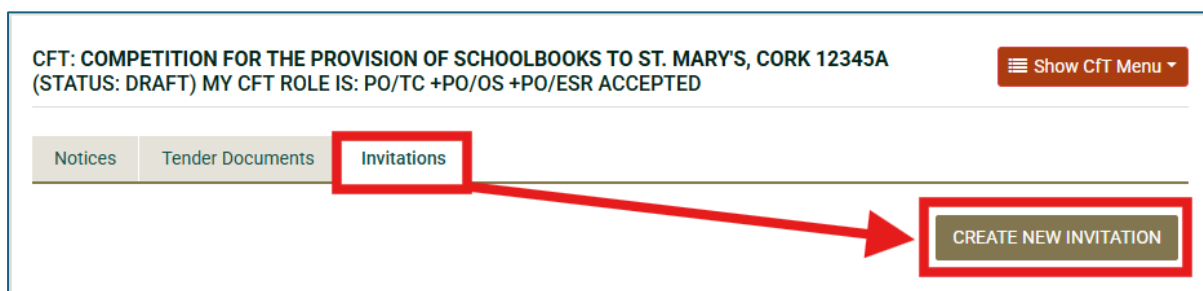 CFT: COMPETITION FOR THE PROVISION OF SCHOOLBOOKS TO ST. MARY'S, CORK 12345A
(STATUS: DRAFT) MY CFT ROLE IS: PO/TC +PO/OS +PO/ESR ACCEPTED
Show CfT Menu
Notices Tender Documents Invitations
CREATE NEW INVITATION